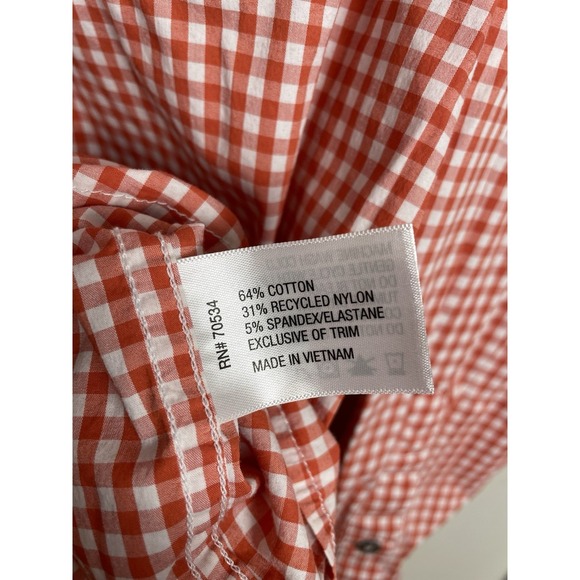 RN# 70534
64% COTTON
31% RECYCLED NYLON
5% SPANDEX/ELASTANE
EXCLUSIVE OF TRIM
MADE IN VIETNAM